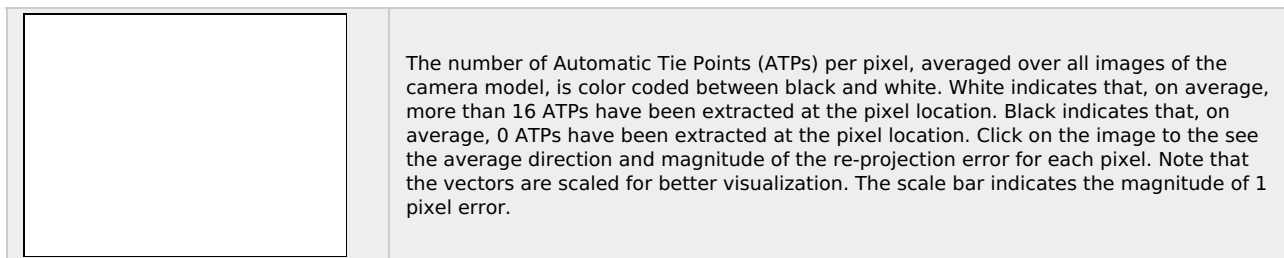 The number of Automatic Tie Points (ATPs) per pixel, averaged over all images of the
camera model, is color coded between black and white. White indicates that, on average,
more than 16 ATPs have been extracted at the pixel location. Black indicates that, on
average, 0 ATPs have been extracted at the pixel location. Click on the image to the see
the average direction and magnitude of the re-projection error for each pixel. Note that
the vectors are scaled for better visualization. The scale bar indicates the magnitude of 1
pixel error.